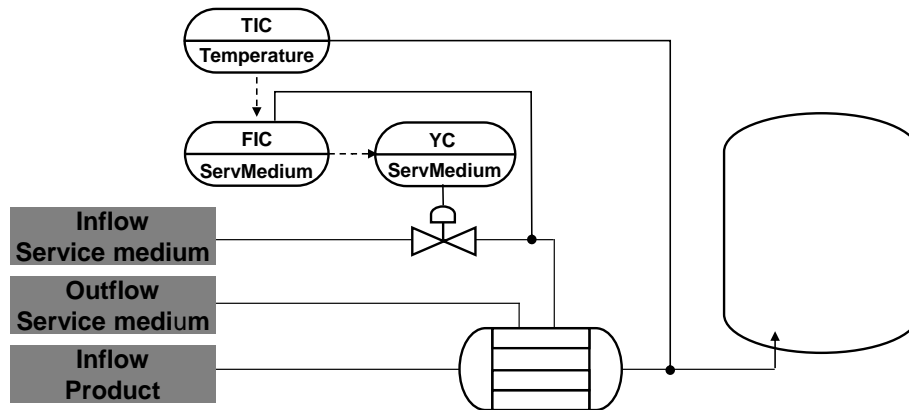 TIC
Temperature
FIC
ServMedium
YC
ServMedium
Inflow
Service medium
Outflow
Service medium
Inflow
Product